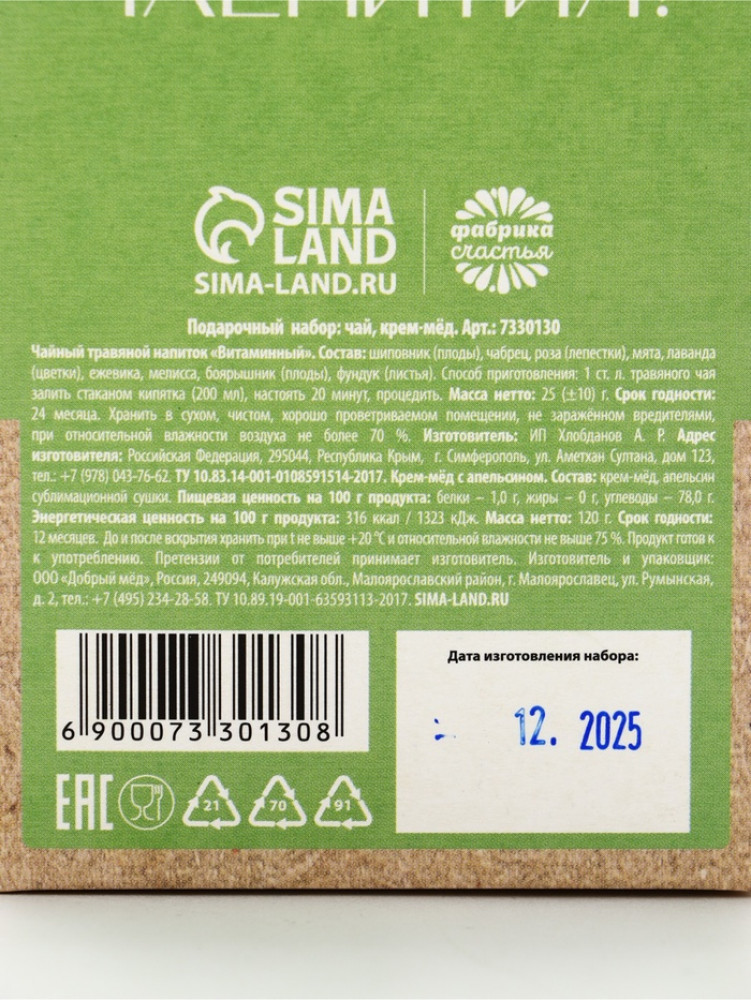 SIMA
LAND
SIMA-LAND.RU
фабрика
счастья
Подарочный набор: чай, крем-мёд. Арт.: 7330130
Чайный травяной напиток «Витаминный». Состав: шиповник (плоды), чабрец, роза (лепестки), мята, лаванда
(цветки), ежевика, мелисса, боярышник (плоды), фундук (листья). Способ приготовления: 1 ст. л. травяного чая
залить стаканом кипятка (200 мл), настоять 20 минут, процедить. Масса нетто: 25 (±10) г. Срок годности:
24 месяца. Хранить в сухом, чистом, хорошо проветриваемом помещении, не заражённом вредителями,
при относительной влажности воздуха не более 70 %. Изготовитель: ИП Хлобданов А. Р. Адрес
изготовителя: Российская Федерация, 295044, Республика Крым, г. Симферополь, ул. Аметхан Султана, дом 123,
тел.: +7 (978) 043-76-62. ТУ 10.83.14-001-0108591514-2017. Крем-мёд с апельсином. Состав: крем-мёд, апельсин
сублимационной сушки. Пищевая ценность на 100 г продукта: белки – 1,0 г, жиры – 0 г, углеводы – 78,0 г.
Энергетическая ценность на 100 г продукта: 316 ккал / 1323 кДж. Масса нетто: 120 г. Срок годности:
12 месяцев. До и после вскрытия хранить при t не выше +20 °C и относительной влажности не выше 75 %. Продукт готов к
к употреблению. Претензии от потребителей принимает изготовитель. Изготовитель и упаковщик:
ООО «Добрый мёд», Россия, 249094, Калужская обл., Малоярославский район, г. Малоярославец, ул. Румынская,
д. 2, тел.: +7 (495) 234-28-58. ТУ 10.89.19-001-63593113-2017. SIMA-LAND.RU
6 900073 301308
Дата изготовления набора:
12. 2025
EAC
21
70
91